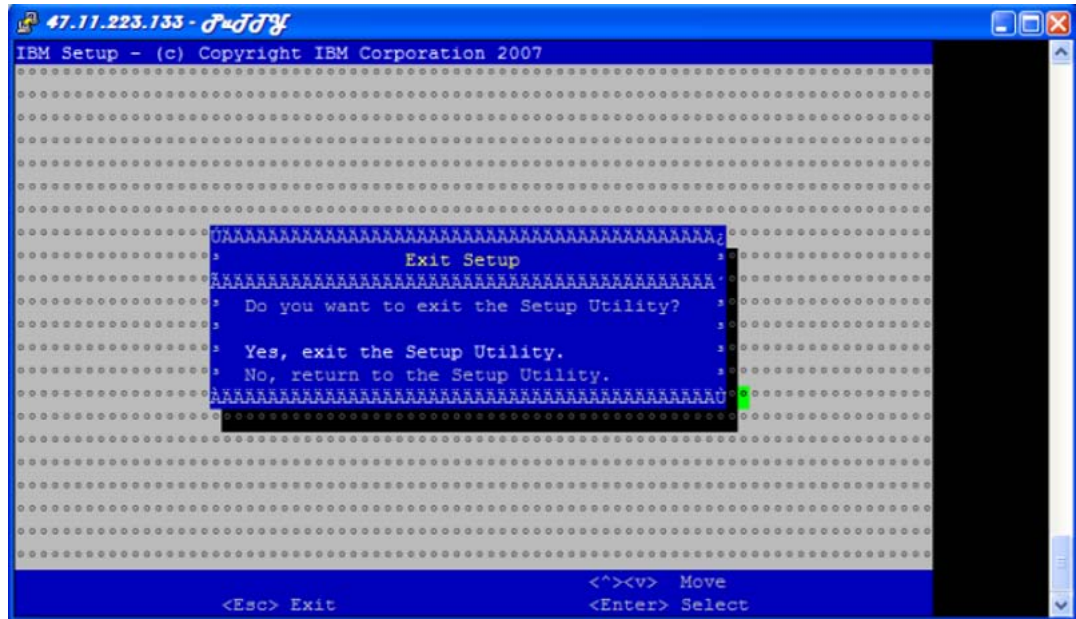 47.11.223.133 - PuTTY
IBM Setup - (c) Copyright IBM Corporation 2007
Exit Setup
Do you want to exit the Setup Utility?
Yes, exit the Setup Utility.
No, return to the Setup Utility.
<^><v> Move
<Esc> Exit <Enter> Select